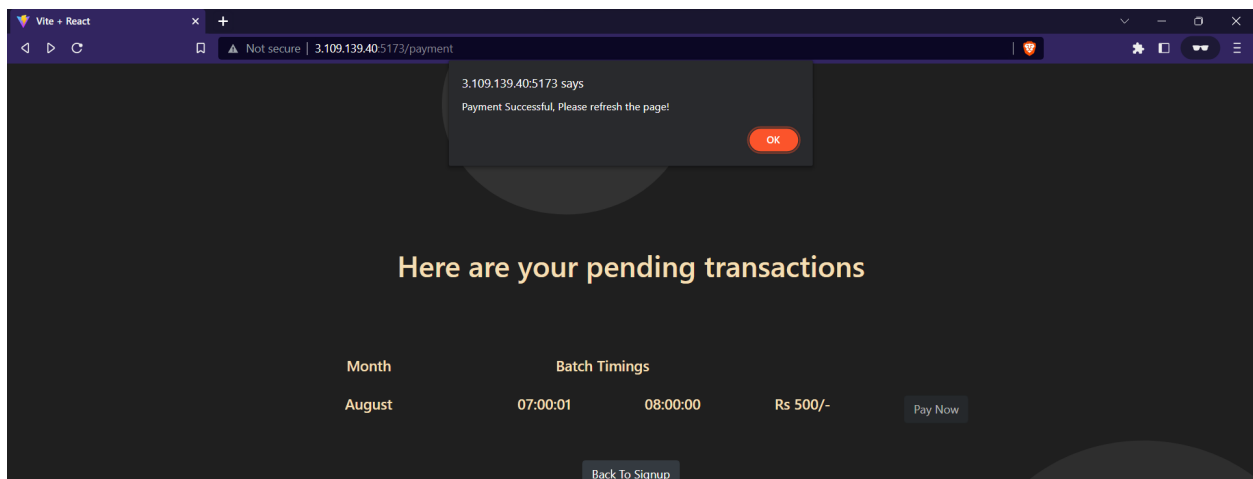 Vite + React
Not secure | 3.109.139.40:5173/payment
3.109.139.40:5173 says
Payment Successful, Please refresh the page!
OK
Here are your pending transactions
Month Batch Timings
August 07:00:01 08:00:00 Rs 500/- Pay Now
Back To Signup